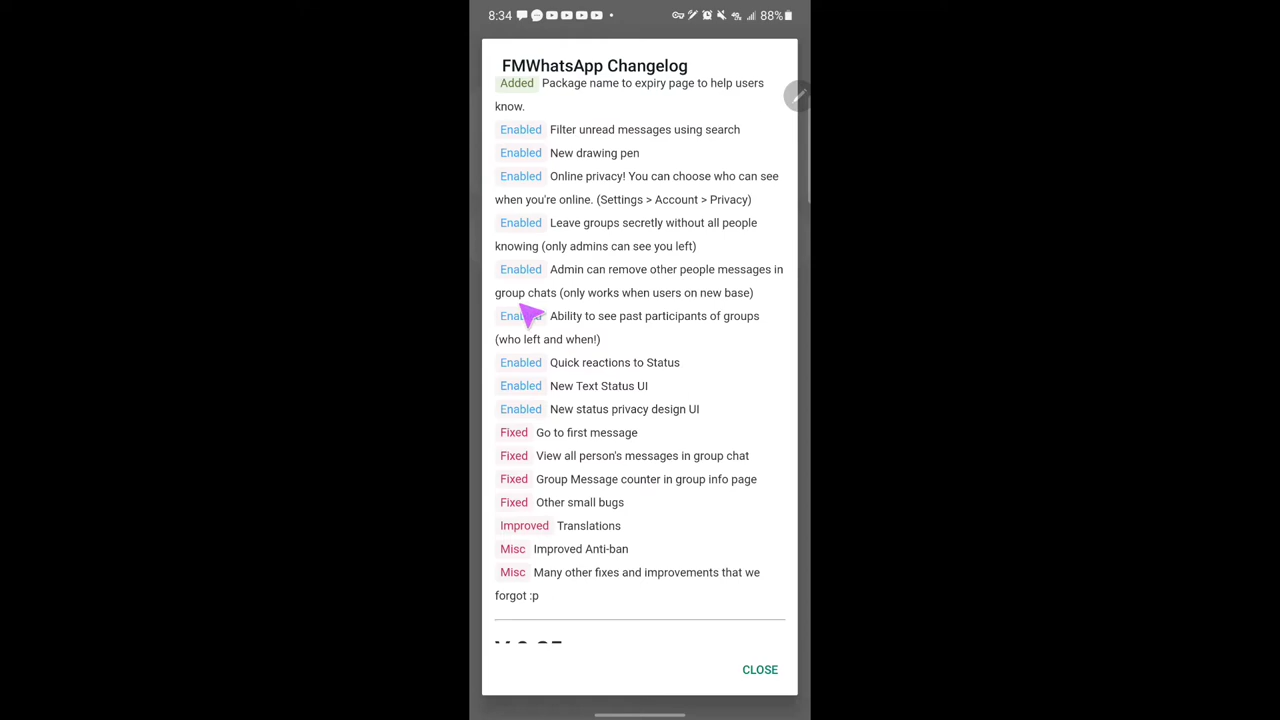 8:34
88%
FMWhatsApp Changelog
Added Package name to expiry page to help users
know.
Enabled Filter unread messages using search
Enabled New drawing pen
Enabled Online privacy! You can choose who can see
when you're online. (Settings > Account > Privacy)
Enabled Leave groups secretly without all people
knowing (only admins can see you left)
Enabled Admin can remove other people messages in
group chats (only works when users on new base)
Enabled Ability to see past participants of groups
(who left and when!)
Enabled Quick reactions to Status
Enabled New Text Status UI
Enabled New status privacy design UI
Fixed Go to first message
Fixed View all person's messages in group chat
Fixed Group Message counter in group info page
Fixed Other small bugs
Improved Translations
Misc Improved Anti-ban
Misc Many other fixes and improvements that we
forgot :p
CLOSE